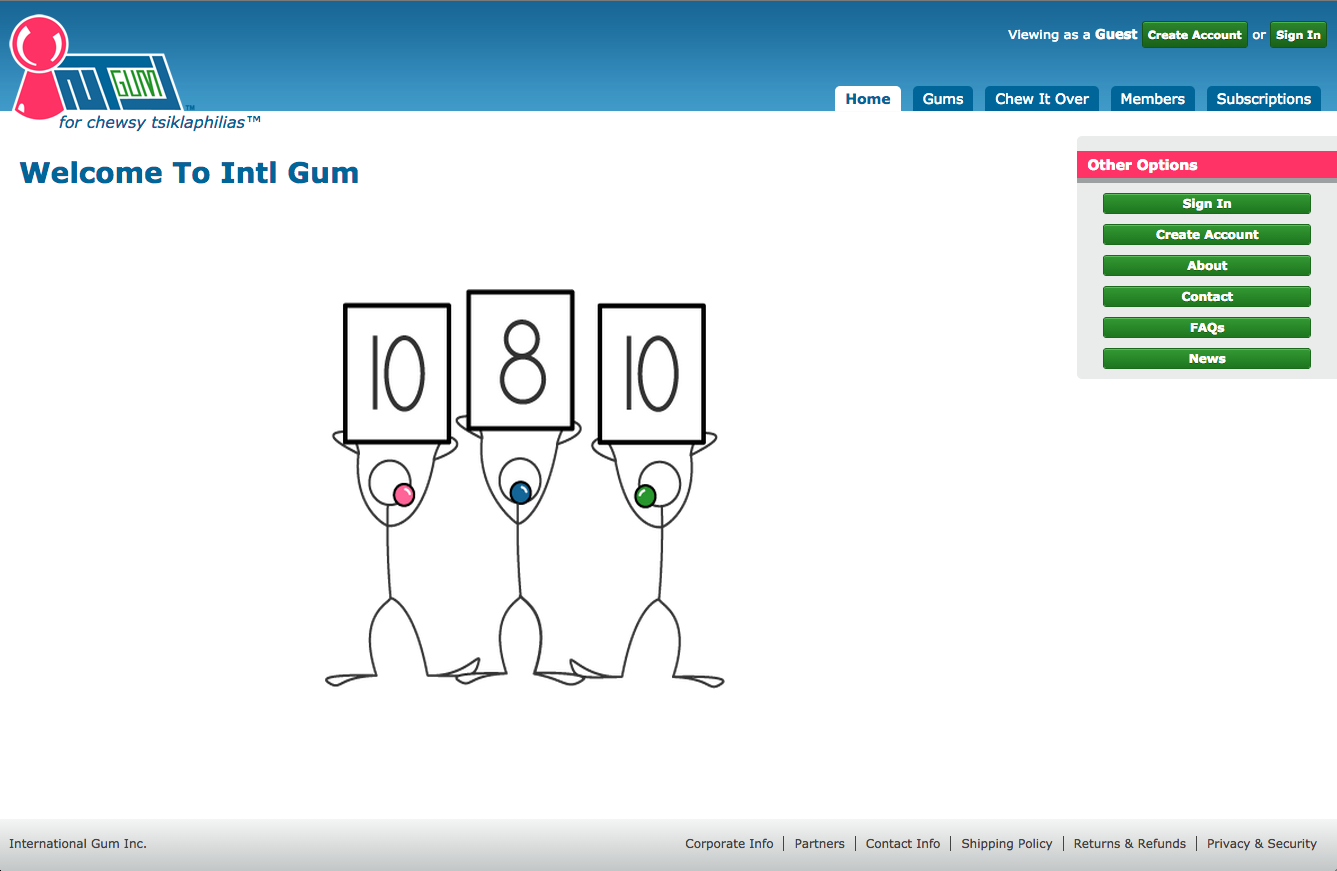 Viewing as a Guest Create Account or Sign In
GUM
™
for chewsy tsiklaphilias™
Home Gums Chew It Over Members Subscriptions
Welcome To Intl Gum
Other Options
Sign In
Create Account
About
Contact
FAQs
News
10 8 10
International Gum Inc.
Corporate Info | Partners | Contact Info | Shipping Policy | Returns & Refunds | Privacy & Security